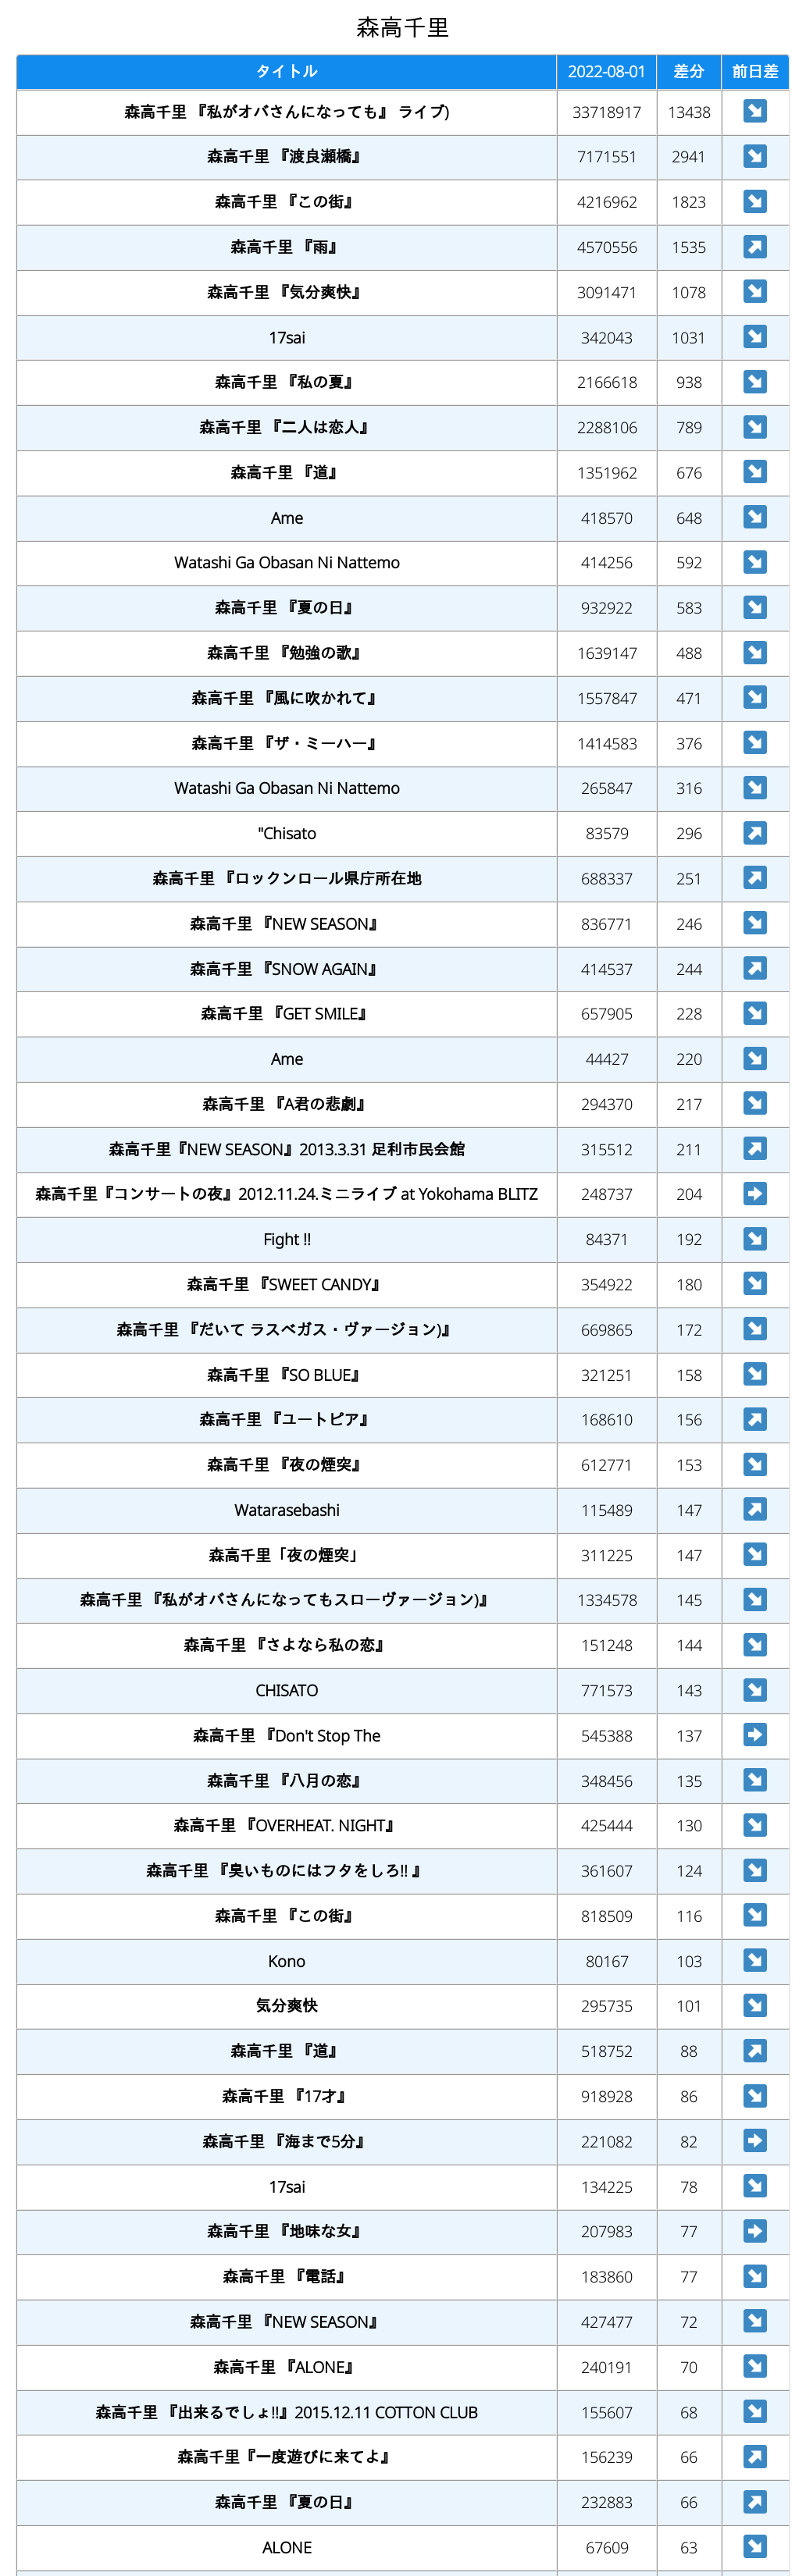 森高千里
タイトル 2022-08-01 差分 前日差
森高千里 『私がオバさんになっても』 ライブ) 33718917 13438 ↘
森高千里 『渡良瀬橋』 7171551 2941 ↘
森高千里 『この街』 4216962 1823 ↘
森高千里 『雨』 4570556 1535 ↗
森高千里 『気分爽快』 3091471 1078 ↘
17sai 342043 1031 ↘
森高千里 『私の夏』 2166618 938 ↘
森高千里 『二人は恋人』 2288106 789 ↘
森高千里 『道』 1351962 676 ↘
Ame 418570 648 ↘
Watashi Ga Obasan Ni Nattemo 414256 592 ↘
森高千里 『夏の日』 932922 583 ↘
森高千里 『勉強の歌』 1639147 488 ↘
森高千里 『風に吹かれて』 1557847 471 ↘
森高千里 『ザ・ミーハー』 1414583 376 ↘
Watashi Ga Obasan Ni Nattemo 265847 316 ↘
"Chisato 83579 296 ↗
森高千里 『ロックンロール県庁所在地 688337 251 ↗
森高千里 『NEW SEASON』 836771 246 ↘
森高千里 『SNOW AGAIN』 414537 244 ↗
森高千里 『GET SMILE』 657905 228 ↘
Ame 44427 220 ↘
森高千里 『A君の悲劇』 294370 217 ↘
森高千里『NEW SEASON』2013.3.31 足利市民会館 315512 211 ↗
森高千里『コンサートの夜』2012.11.24.ミニライブ at Yokohama BLITZ 248737 204 ➡
Fight !! 84371 192 ↘
森高千里 『SWEET CANDY』 354922 180 ↘
森高千里 『だいて ラスベガス・ヴァージョン)』 669865 172 ↘
森高千里 『SO BLUE』 321251 158 ↘
森高千里 『ユートピア』 168610 156 ↗
森高千里 『夜の煙突』 612771 153 ↘
Watarasebashi 115489 147 ↗
森高千里「夜の煙突」 311225 147 ↘
森高千里 『私がオバさんになってもスローヴァージョン)』 1334578 145 ↘
森高千里 『さよなら私の恋』 151248 144 ↘
CHISATO 771573 143 ↘
森高千里 『Don't Stop The 545388 137 ➡
森高千里 『八月の恋』 348456 135 ↘
森高千里 『OVERHEAT. NIGHT』 425444 130 ↘
森高千里 『臭いものにはフタをしろ!! 』 361607 124 ↘
森高千里 『この街』 818509 116 ↘
Kono 80167 103 ↘
気分爽快 295735 101 ↘
森高千里 『道』 518752 88 ↗
森高千里 『17才』 918928 86 ↘
森高千里 『海まで5分』 221082 82 ➡
17sai 134225 78 ↘
森高千里 『地味な女』 207983 77 ➡
森高千里 『電話』 183860 77 ↘
森高千里 『NEW SEASON』 427477 72 ↘
森高千里 『ALONE』 240191 70 ↘
森高千里 『出来るでしょ!!』2015.12.11 COTTON CLUB 155607 68 ↘
森高千里『一度遊びに来てよ』 156239 66 ↗
森高千里 『夏の日』 232883 66 ↗
ALONE 67609 63 ↘